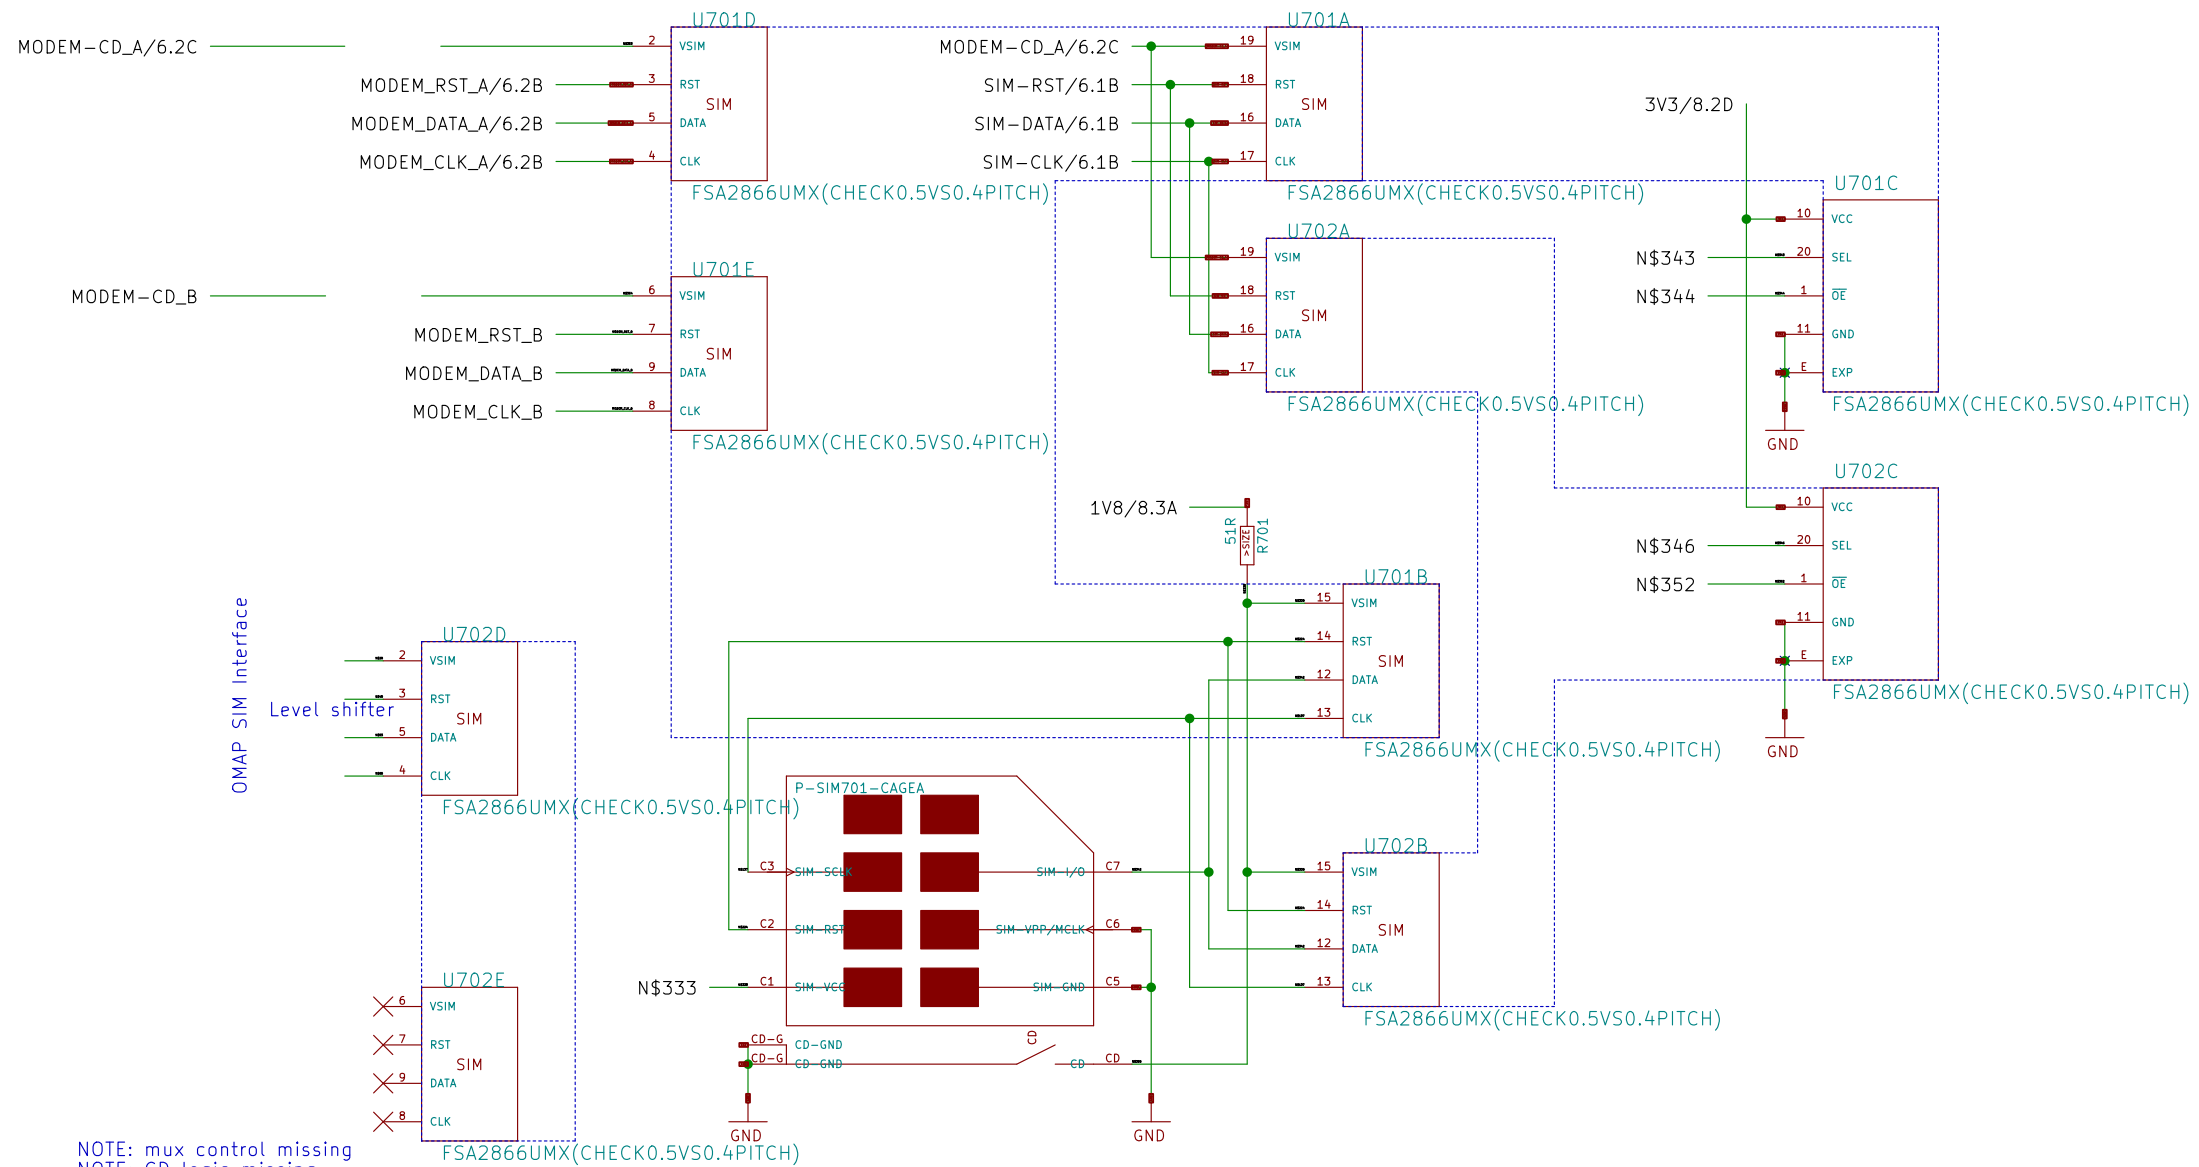 U701D
MODEM-CD_A/6.2C
2 VSIM
MODEM_RST_A/6.2B
3 RST
SIM
MODEM_DATA_A/6.2B
5 DATA
MODEM_CLK_A/6.2B
4 CLK
FSA2866UMX(CHECK0.5VS0.4PITCH)
U701A
MODEM-CD_A/6.2C
19 VSIM
SIM-RST/6.1B
18 RST
SIM
SIM-DATA/6.1B
16 DATA
SIM-CLK/6.1B
17 CLK
FSA2866UMX(CHECK0.5VS0.4PITCH)
3V3/8.2D
U701C
10 VCC
N$343
20 SEL
N$344
1 OE
11 GND
E EXP
FSA2866UMX(CHECK0.5VS0.4PITCH)
GND
U702A
19 VSIM
18 RST
SIM
16 DATA
17 CLK
FSA2866UMX(CHECK0.5VS0.4PITCH)
U701E
MODEM-CD_B
6 VSIM
MODEM_RST_B
7 RST
SIM
MODEM_DATA_B
9 DATA
MODEM_CLK_B
8 CLK
FSA2866UMX(CHECK0.5VS0.4PITCH)
U702C
10 VCC
N$346
20 SEL
N$352
1 OE
11 GND
E EXP
FSA2866UMX(CHECK0.5VS0.4PITCH)
GND
1V8/8.3A
51R
>SIZE
R701
U701B
15 VSIM
14 RST
SIM
12 DATA
13 CLK
FSA2866UMX(CHECK0.5VS0.4PITCH)
OMAP SIM Interface
Level shifter
U702D
2 VSIM
3 RST
SIM
5 DATA
4 CLK
FSA2866UMX(CHECK0.5VS0.4PITCH)
P-SIM701-CAGEA
C3 SIM-SCLK
SIM-I/O C7
C2 SIM-RST
SIM-VPP/MCLK C6
N$333
C1 SIM-VCC
SIM-GND C5
CD-G CD-GND
CD
CD-G CD-GND
CD CD
GND
GND
U702B
15 VSIM
14 RST
SIM
12 DATA
13 CLK
FSA2866UMX(CHECK0.5VS0.4PITCH)
U702E
6 VSIM
7 RST
SIM
9 DATA
8 CLK
FSA2866UMX(CHECK0.5VS0.4PITCH)
NOTE: mux control missing
NOTE: CD logic missing